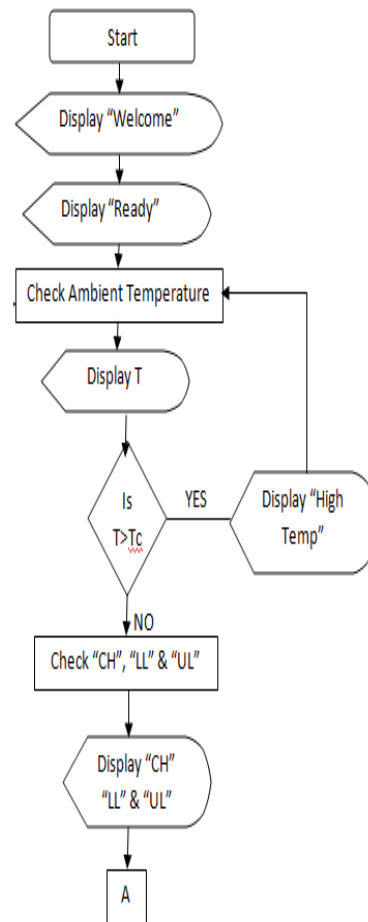 Start
Display “Welcome”
Display “Ready”
Check Ambient Temperature
Display T
Is
T>Tc
YES
Display “High
Temp”
NO
Check “CH”, “LL” & “UL”
Display “CH”
“LL” & “UL”
A